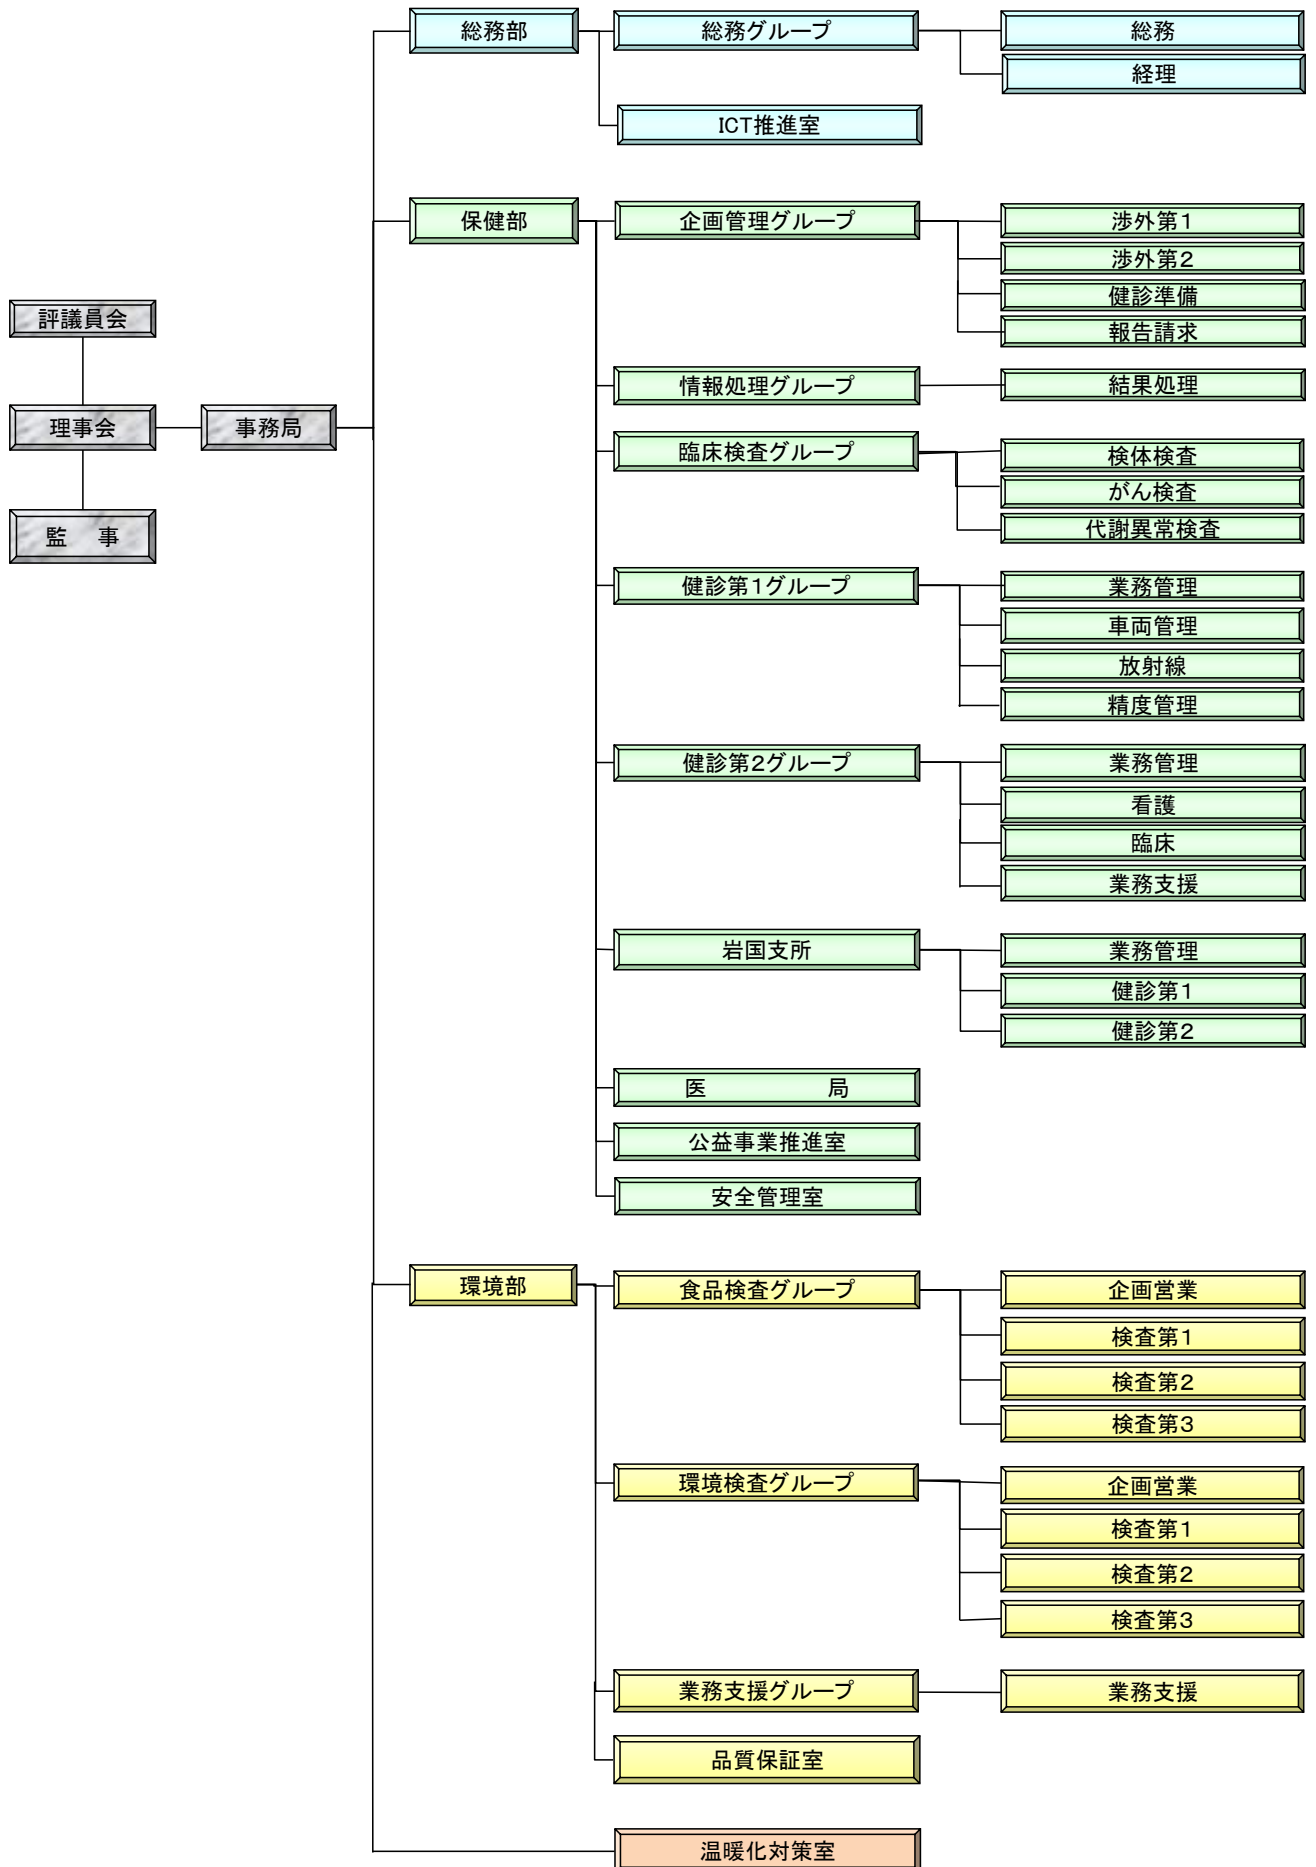 総務部
総務グループ
総務
経理
ICT推進室
保健部
企画管理グループ
渉外第1
渉外第2
健診準備
報告請求
評議員会
理事会
事務局
監　事
情報処理グループ
結果処理
臨床検査グループ
検体検査
がん検査
代謝異常検査
健診第1グループ
業務管理
車両管理
放射線
精度管理
健診第2グループ
業務管理
看護
臨床
業務支援
岩国支所
業務管理
健診第1
健診第2
医　　　　　局
公益事業推進室
安全管理室
環境部
食品検査グループ
企画営業
検査第1
検査第2
検査第3
環境検査グループ
企画営業
検査第1
検査第2
検査第3
業務支援グループ
業務支援
品質保証室
温暖化対策室